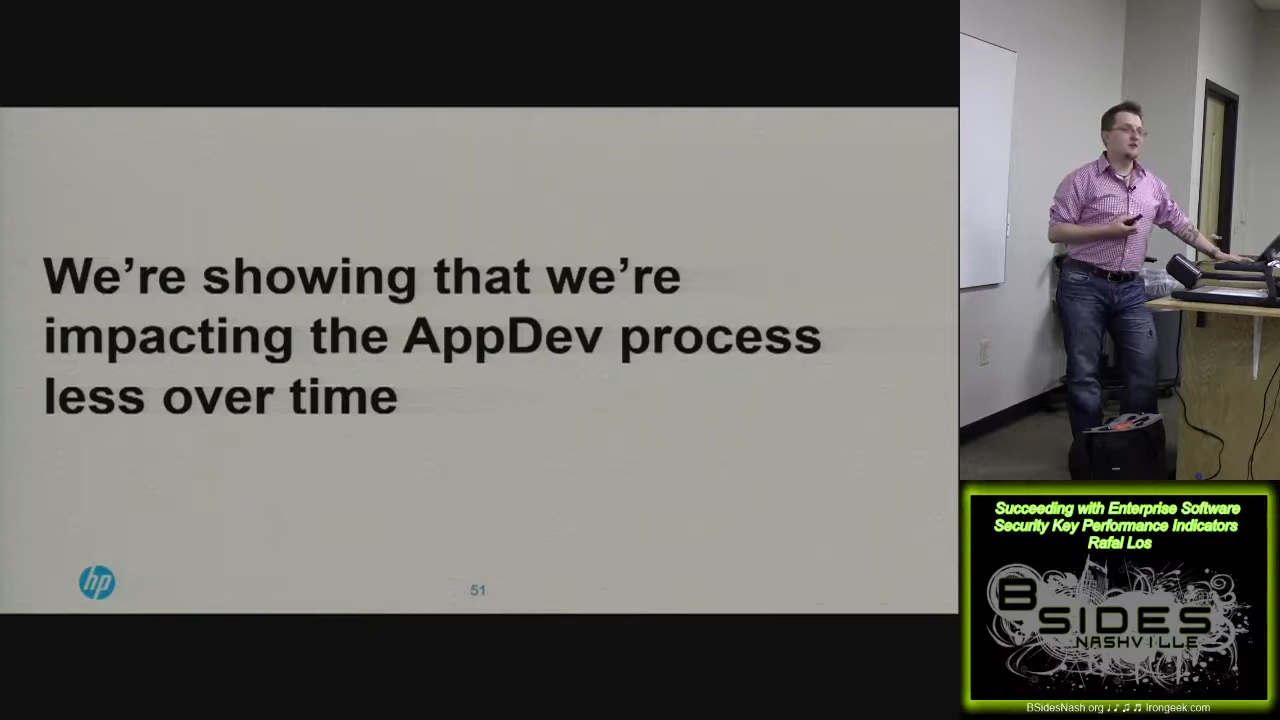 We're showing that we're
impacting the AppDev process
less over time
hp
51
Succeeding with Enterprise Software
Security Key Performance Indicators
Rafal Los
BSIDES
NASHVILLE
BSidesNash.org ♩ ♪ ♫ ♬ Irongeek.com